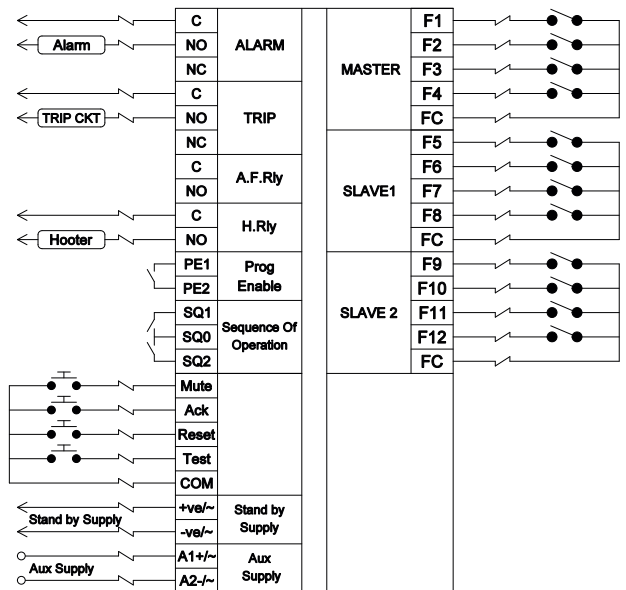 C
NO
NC
ALARM
Alarm
C
NO
NC
TRIP
TRIP CKT
C
NO
A.F.Rly
C
NO
H.Rly
Hooter
PE1
PE2
Prog
Enable
SQ1
SQ0
SQ2
Sequence Of
Operation
Mute
Ack
Reset
Test
COM
+ve/~
-ve/~
Stand by
Supply
Stand by Supply
A1+/~
A2-/~
Aux
Supply
Aux Supply
MASTER
F1
F2
F3
F4
FC
SLAVE1
F5
F6
F7
F8
FC
SLAVE 2
F9
F10
F11
F12
FC